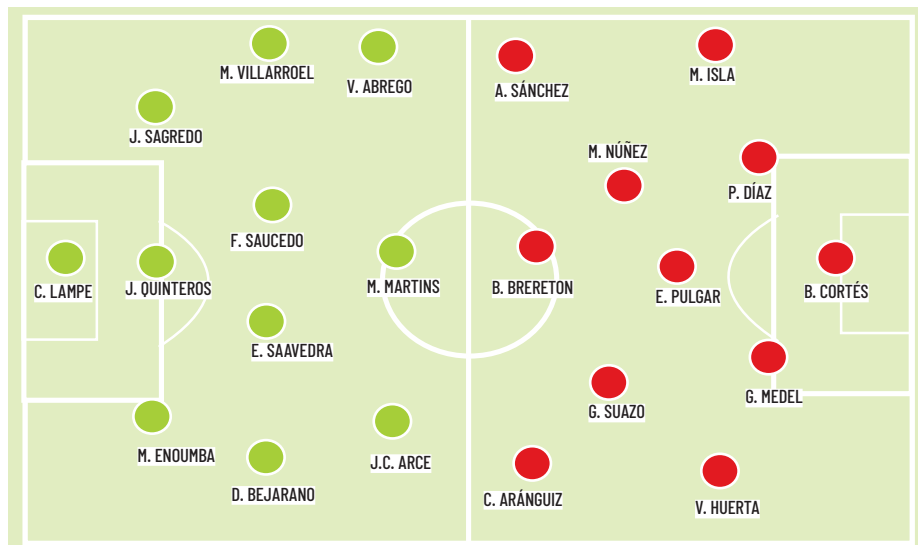 M. VILLARROEL
V. ABREGO
J. SAGREDO
F. SAUCEDO
C. LAMPE
J. QUINTEROS
M. MARTINS
E. SAAVEDRA
M. ENOUMBA
D. BEJARANO
J.C. ARCE
A. SÁNCHEZ
M. ISLA
M. NÚÑEZ
P. DÍAZ
B. BRERETON
E. PULGAR
B. CORTÉS
G. SUAZO
G. MEDEL
C. ARÁNGUIZ
V. HUERTA